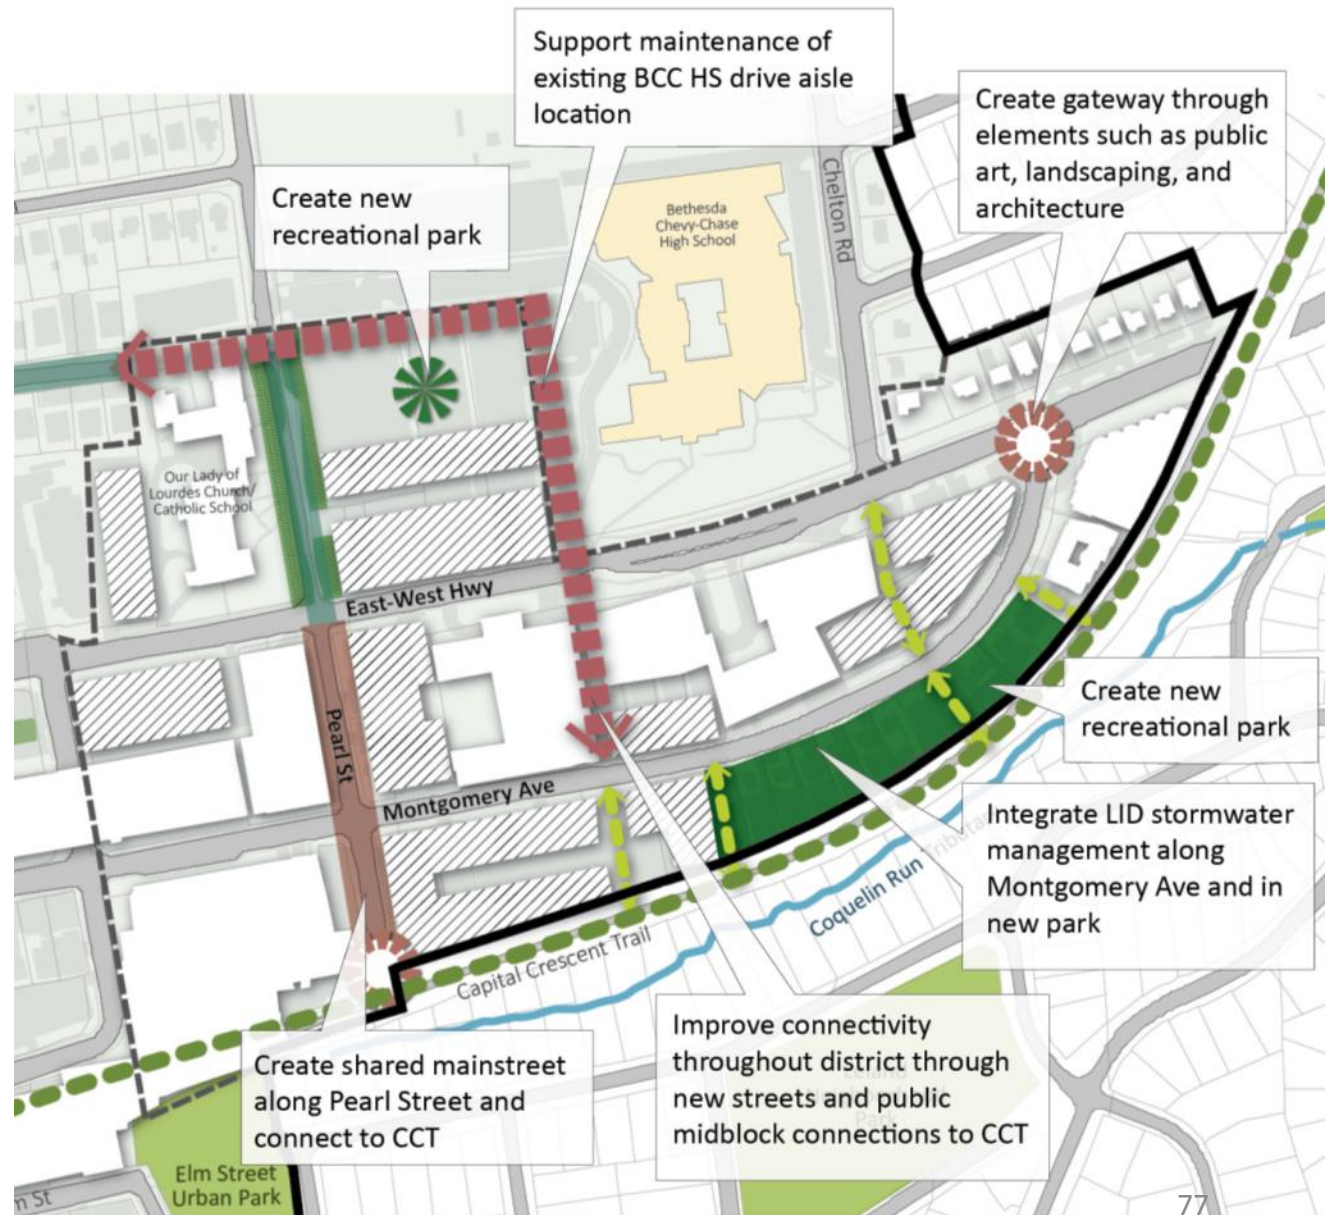 Support maintenance of
existing BCC HS drive aisle
location
Create gateway through
elements such as public
art, landscaping, and
architecture
Create new
recreational park
Bethesda
Chevy-Chase
High School
Chelton Rd
Our Lady of
Lourdes Church/
Catholic School
East-West Hwy
Pearl St
Montgomery Ave
Create new
recreational park
Integrate LID stormwater
management along
Montgomery Ave and in
new park
Coquelin Run Tributary
Capital Crescent Trail
Improve connectivity
throughout district through
new streets and public
midblock connections to CCT
Create shared mainstreet
along Pearl Street and
connect to CCT
Elm Street
Urban Park
m St
77